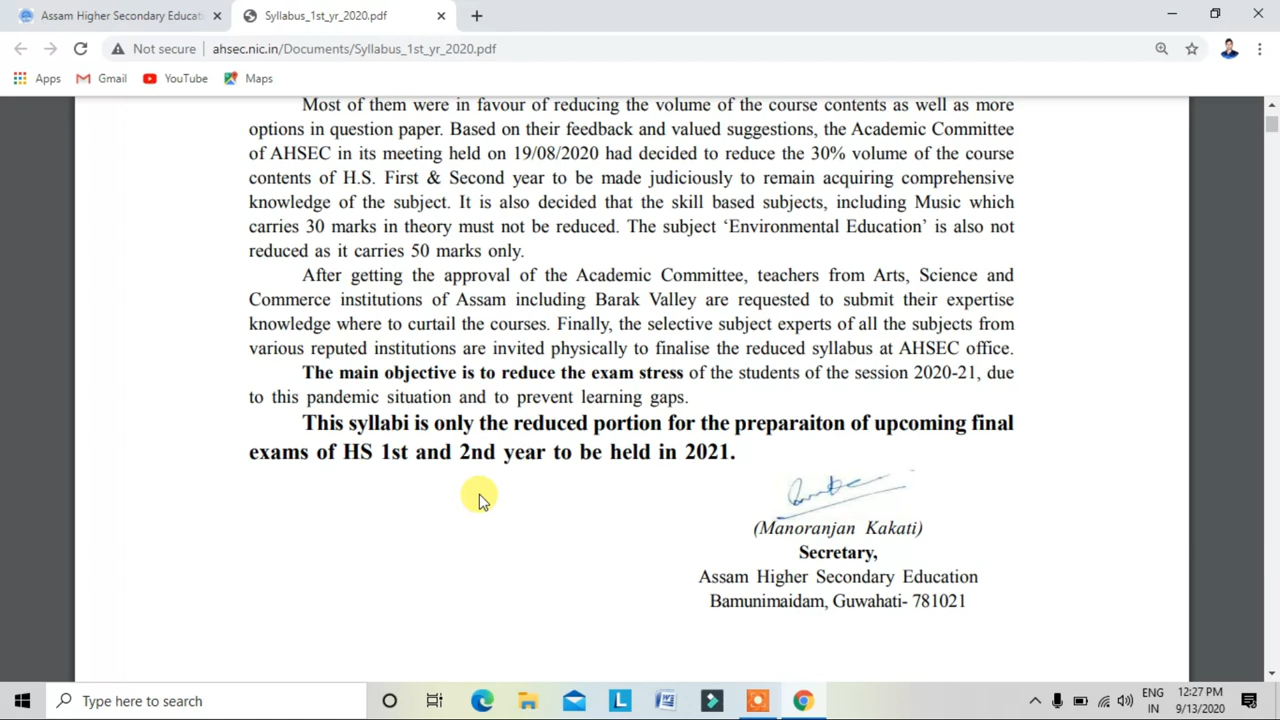 Assam Higher Secondary Educati
Syllabus_1st_yr_2020.pdf
Not secure
ahsec.nic.in/Documents/Syllabus_1st_yr_2020.pdf
Apps Gmail YouTube Maps
Most of them were in favour of reducing the volume of the course contents as well as more
options in question paper. Based on their feedback and valued suggestions, the Academic Committee
of AHSEC in its meeting held on 19/08/2020 had decided to reduce the 30% volume of the course
contents of H.S. First & Second year to be made judiciously to remain acquiring comprehensive
knowledge of the subject. It is also decided that the skill based subjects, including Music which
carries 30 marks in theory must not be reduced. The subject ‘Environmental Education’ is also not
reduced as it carries 50 marks only.
After getting the approval of the Academic Committee, teachers from Arts, Science and
Commerce institutions of Assam including Barak Valley are requested to submit their expertise
knowledge where to curtail the courses. Finally, the selective subject experts of all the subjects from
various reputed institutions are invited physically to finalise the reduced syllabus at AHSEC office.
The main objective is to reduce the exam stress of the students of the session 2020-21, due
to this pandemic situation and to prevent learning gaps.
This syllabi is only the reduced portion for the preparaiton of upcoming final
exams of HS 1st and 2nd year to be held in 2021.
(Manoranjan Kakati)
Secretary,
Assam Higher Secondary Education
Bamunimaidam, Guwahati- 781021
Type here to search
ENG
IN
12:27 PM
9/13/2020